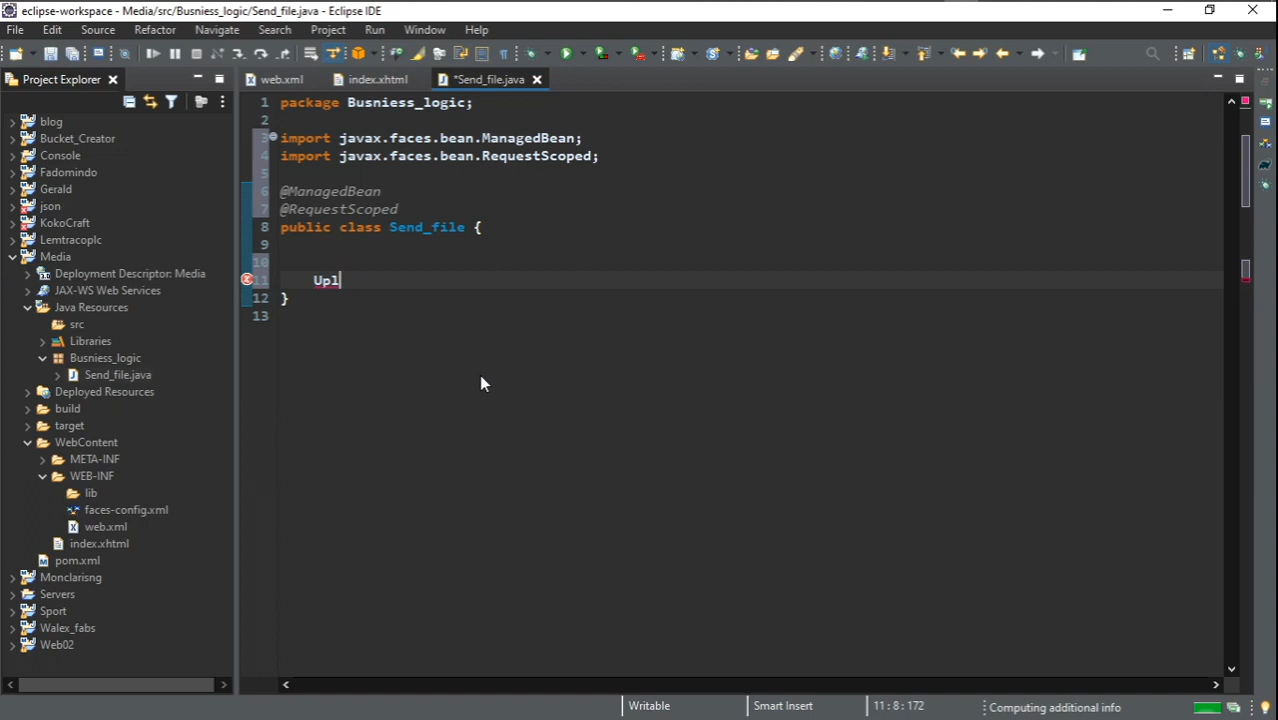 eclipse-workspace - Media/src/Busniess_logic/Send_file.java - Eclipse IDE
File Edit Source Refactor Navigate Search Project Run Window Help
Project Explorer
web.xml index.xhtml *Send_file.java
blog
Bucket_Creator
Console
Fadomindo
Gerald
json
KokoCraft
Lemtracoplc
Media
Deployment Descriptor: Media
JAX-WS Web Services
Java Resources
src
Libraries
Busniess_logic
Send_file.java
Deployed Resources
build
target
WebContent
META-INF
WEB-INF
lib
faces-config.xml
web.xml
index.xhtml
pom.xml
Monclarisng
Servers
Sport
Walex_fabs
Web02
1 package Busniess_logic;
2
3 import javax.faces.bean.ManagedBean;
4 import javax.faces.bean.RequestScoped;
5
6 @ManagedBean
7 @RequestScoped
8 public class Send_file {
9
10
11 Upl
12 }
13
Writable Smart Insert 11 : 8 : 172 Computing additional info